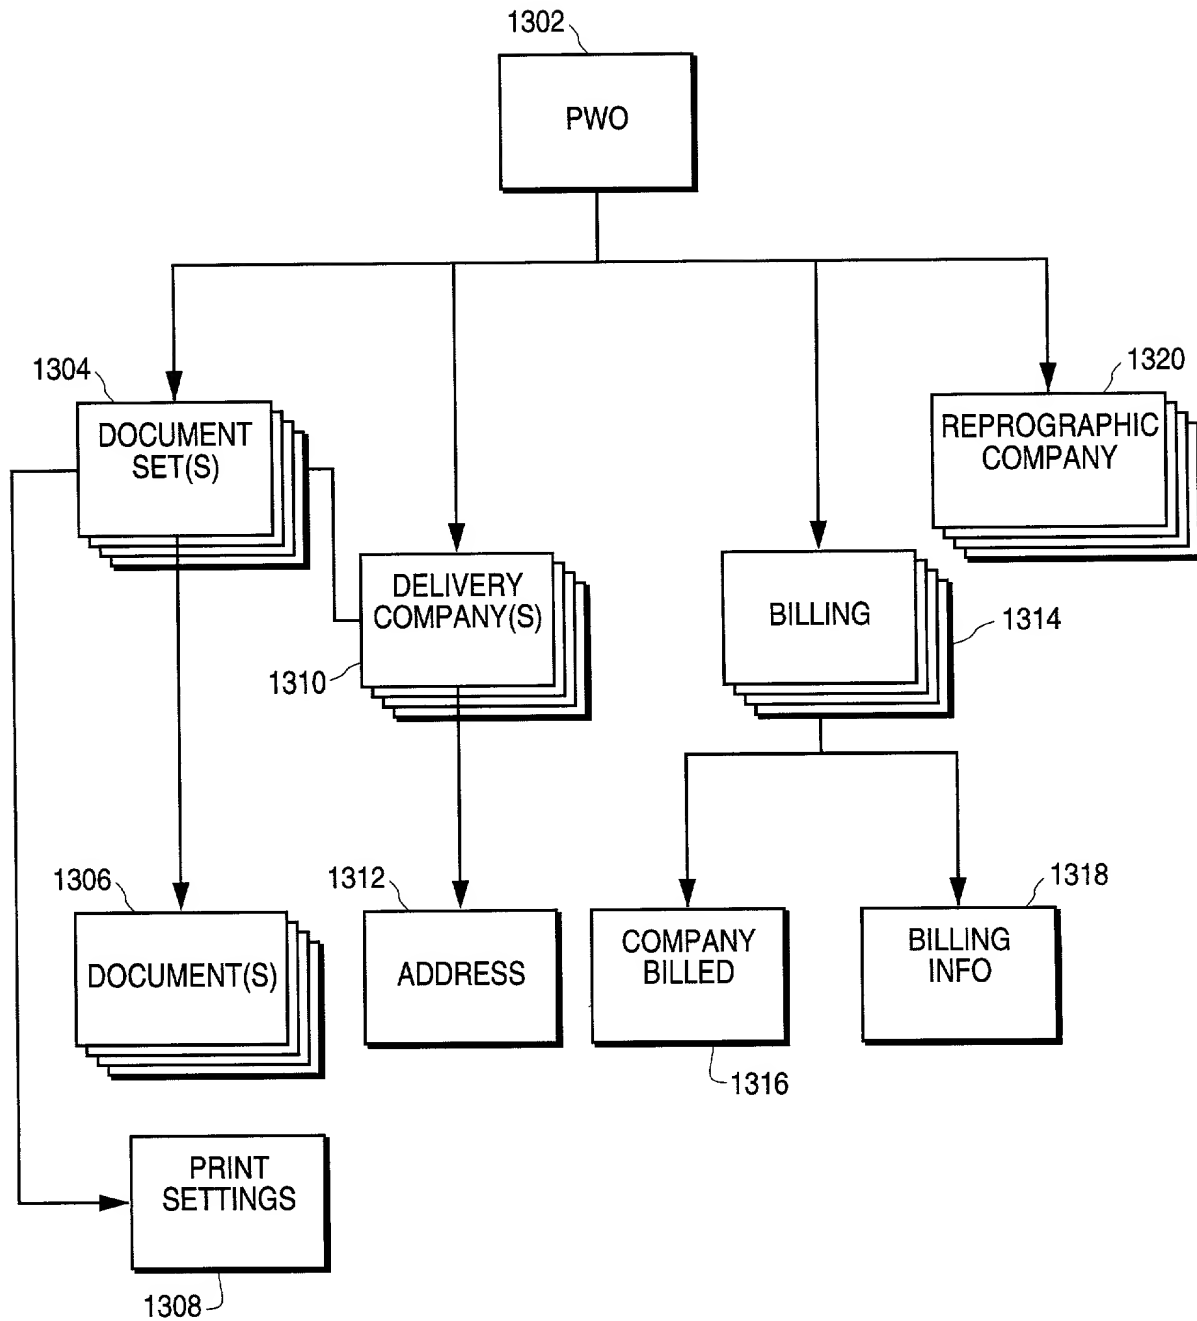 1302
PWO
1304
DOCUMENT
SET(S)
1320
REPROGRAPHIC
COMPANY
DELIVERY
COMPANY(S)
1310
BILLING
1314
1306
DOCUMENT(S)
1312
ADDRESS
COMPANY
BILLED
1316
1318
BILLING
INFO
PRINT
SETTINGS
1308